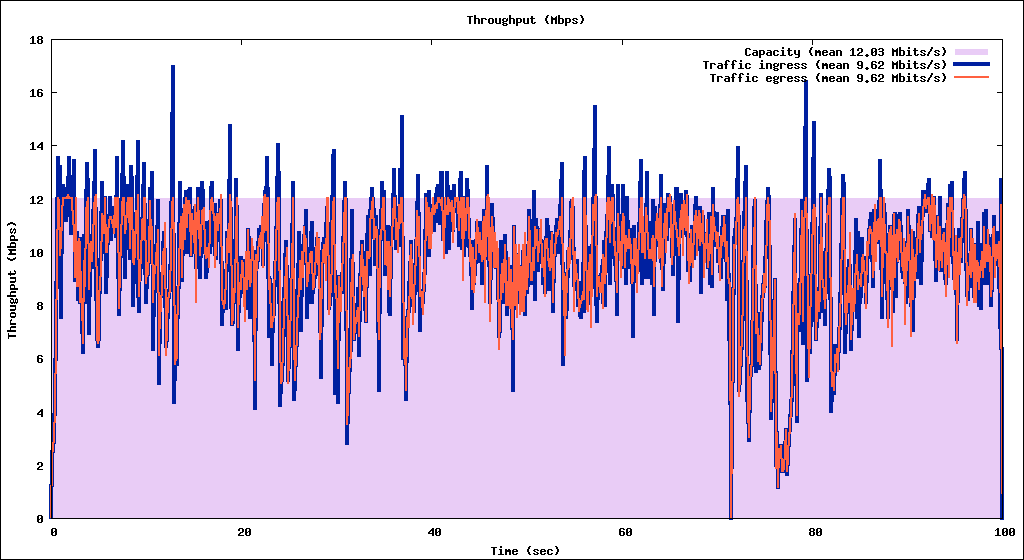 Throughput (Mbps)
Capacity (mean 12.03 Mbits/s)
Traffic ingress (mean 9.62 Mbits/s)
Traffic egress (mean 9.62 Mbits/s)
Throughput (Mbps)
18
16
14
12
10
8
6
4
2
0
0 20 40 60 80 100
Time (sec)